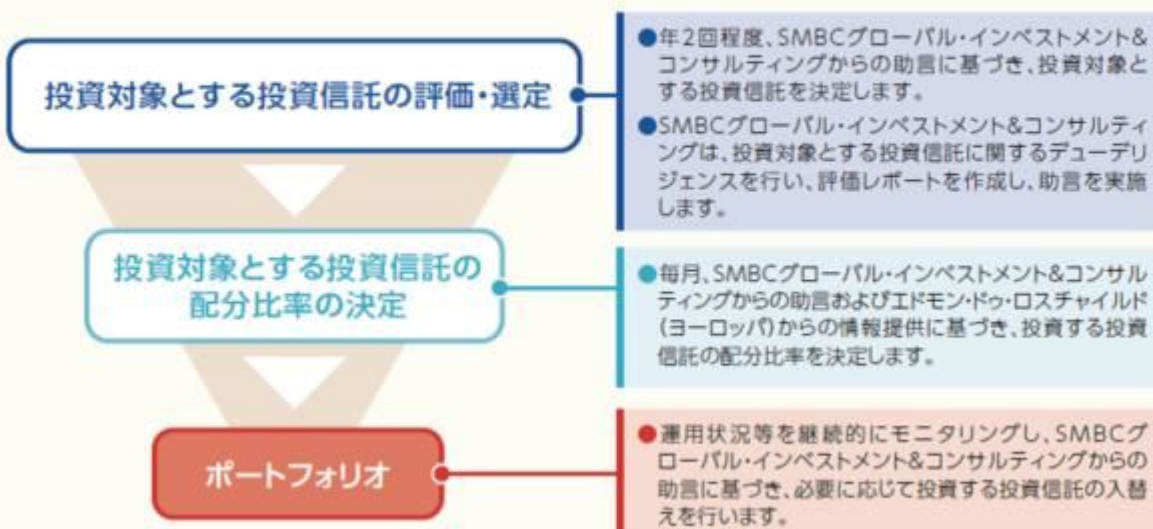 投資対象とする投資信託の評価・選定
●年2回程度、SMBCグローバル・インベストメント&
コンサルティングからの助言に基づき、投資対象と
する投資信託を決定します。
●SMBCグローバル・インベストメント&コンサルティ
ングは、投資対象とする投資信託に関するデューデリ
ジェンスを行い、評価レポートを作成し、助言を実施
します。
投資対象とする投資信託の
配分比率の決定
●毎月、SMBCグローバル・インベストメント&コンサル
ティングからの助言およびエドモン・ドゥ・ロスチャイルド
(ヨーロッパ)からの情報提供に基づき、投資する投資
信託の配分比率を決定します。
ポートフォリオ
●運用状況等を継続的にモニタリングし、SMBCグ
ローバル・インベストメント&コンサルティングからの
助言に基づき、必要に応じて投資する投資信託の入替
えを行います。